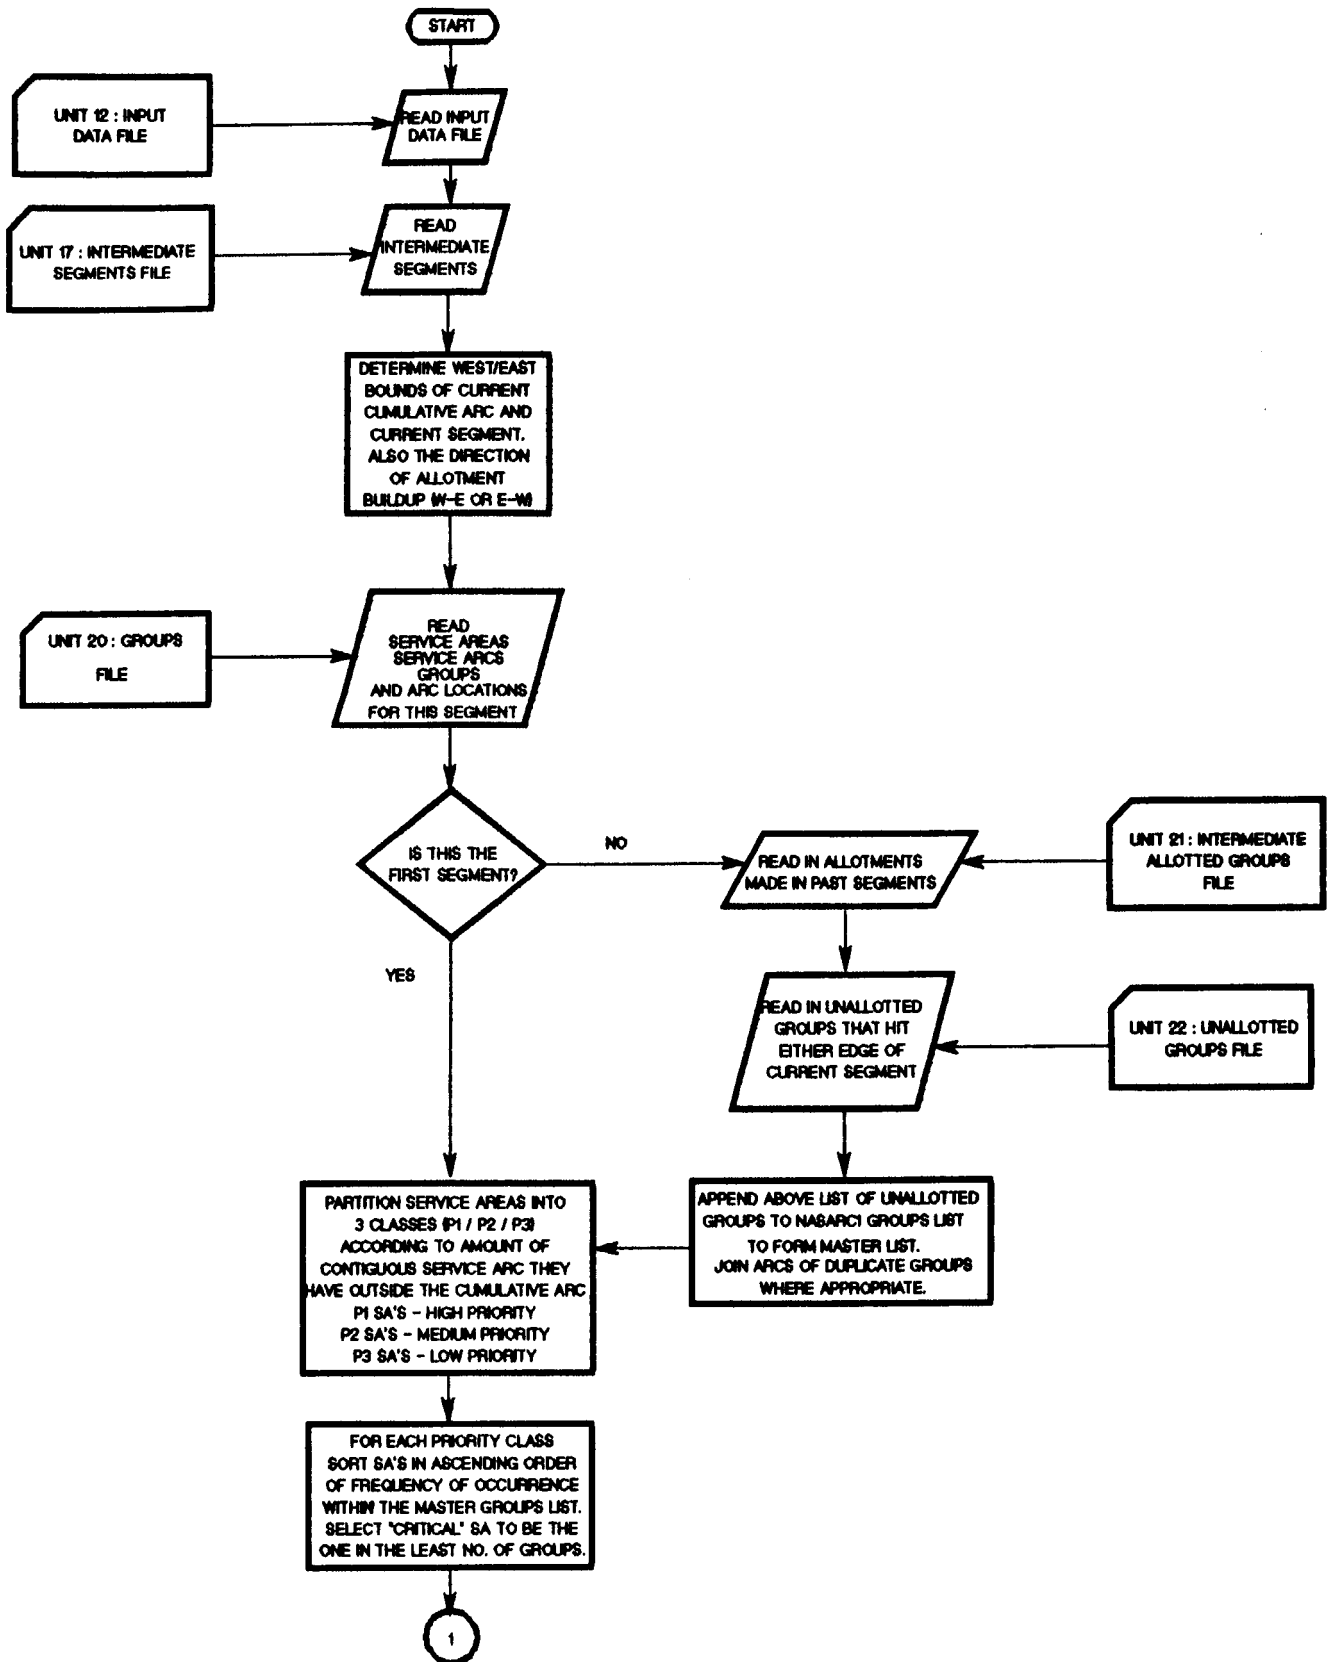 START
UNIT 12 : INPUT
DATA FILE
READ INPUT
DATA FILE
UNIT 17 : INTERMEDIATE
SEGMENTS FILE
READ
INTERMEDIATE
SEGMENTS
DETERMINE WEST/EAST
BOUNDS OF CURRENT
CUMULATIVE ARC AND
CURRENT SEGMENT.
ALSO THE DIRECTION
OF ALLOTMENT
BUILDUP (W-E OR E-W)
UNIT 20 : GROUPS
FILE
READ
SERVICE AREAS
SERVICE ARCS
GROUPS
AND ARC LOCATIONS
FOR THIS SEGMENT
IS THIS THE
FIRST SEGMENT?
NO
YES
READ IN ALLOTMENTS
MADE IN PAST SEGMENTS
UNIT 21 : INTERMEDIATE
ALLOTTED GROUPS
FILE
READ IN UNALLOTTED
GROUPS THAT HIT
EITHER EDGE OF
CURRENT SEGMENT
UNIT 22 : UNALLOTTED
GROUPS FILE
APPEND ABOVE LIST OF UNALLOTTED
GROUPS TO NASARC1 GROUPS LIST
TO FORM MASTER LIST.
JOIN ARCS OF DUPLICATE GROUPS
WHERE APPROPRIATE.
PARTITION SERVICE AREAS INTO
3 CLASSES (P1 / P2 / P3)
ACCORDING TO AMOUNT OF
CONTIGUOUS SERVICE ARC THEY
HAVE OUTSIDE THE CUMULATIVE ARC
P1 SA'S - HIGH PRIORITY
P2 SA'S - MEDIUM PRIORITY
P3 SA'S - LOW PRIORITY
FOR EACH PRIORITY CLASS
SORT SA'S IN ASCENDING ORDER
OF FREQUENCY OF OCCURRENCE
WITHIN THE MASTER GROUPS LIST.
SELECT "CRITICAL" SA TO BE THE
ONE IN THE LEAST NO. OF GROUPS.
1